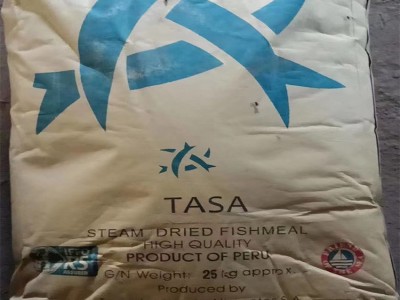 TASA
STEAM DRIED FISHMEAL
HIGH QUALITY
PRODUCT OF PERU
G/N Weight: 25 kg approx.
Produced by